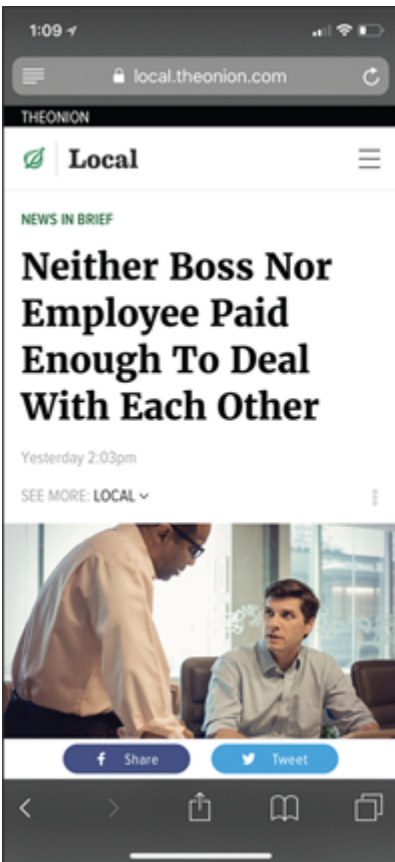 1:09
local.theonion.com
THEONION
Local
NEWS IN BRIEF
Neither Boss Nor
Employee Paid
Enough To Deal
With Each Other
Yesterday 2:03pm
SEE MORE: LOCAL
f Share
Tweet